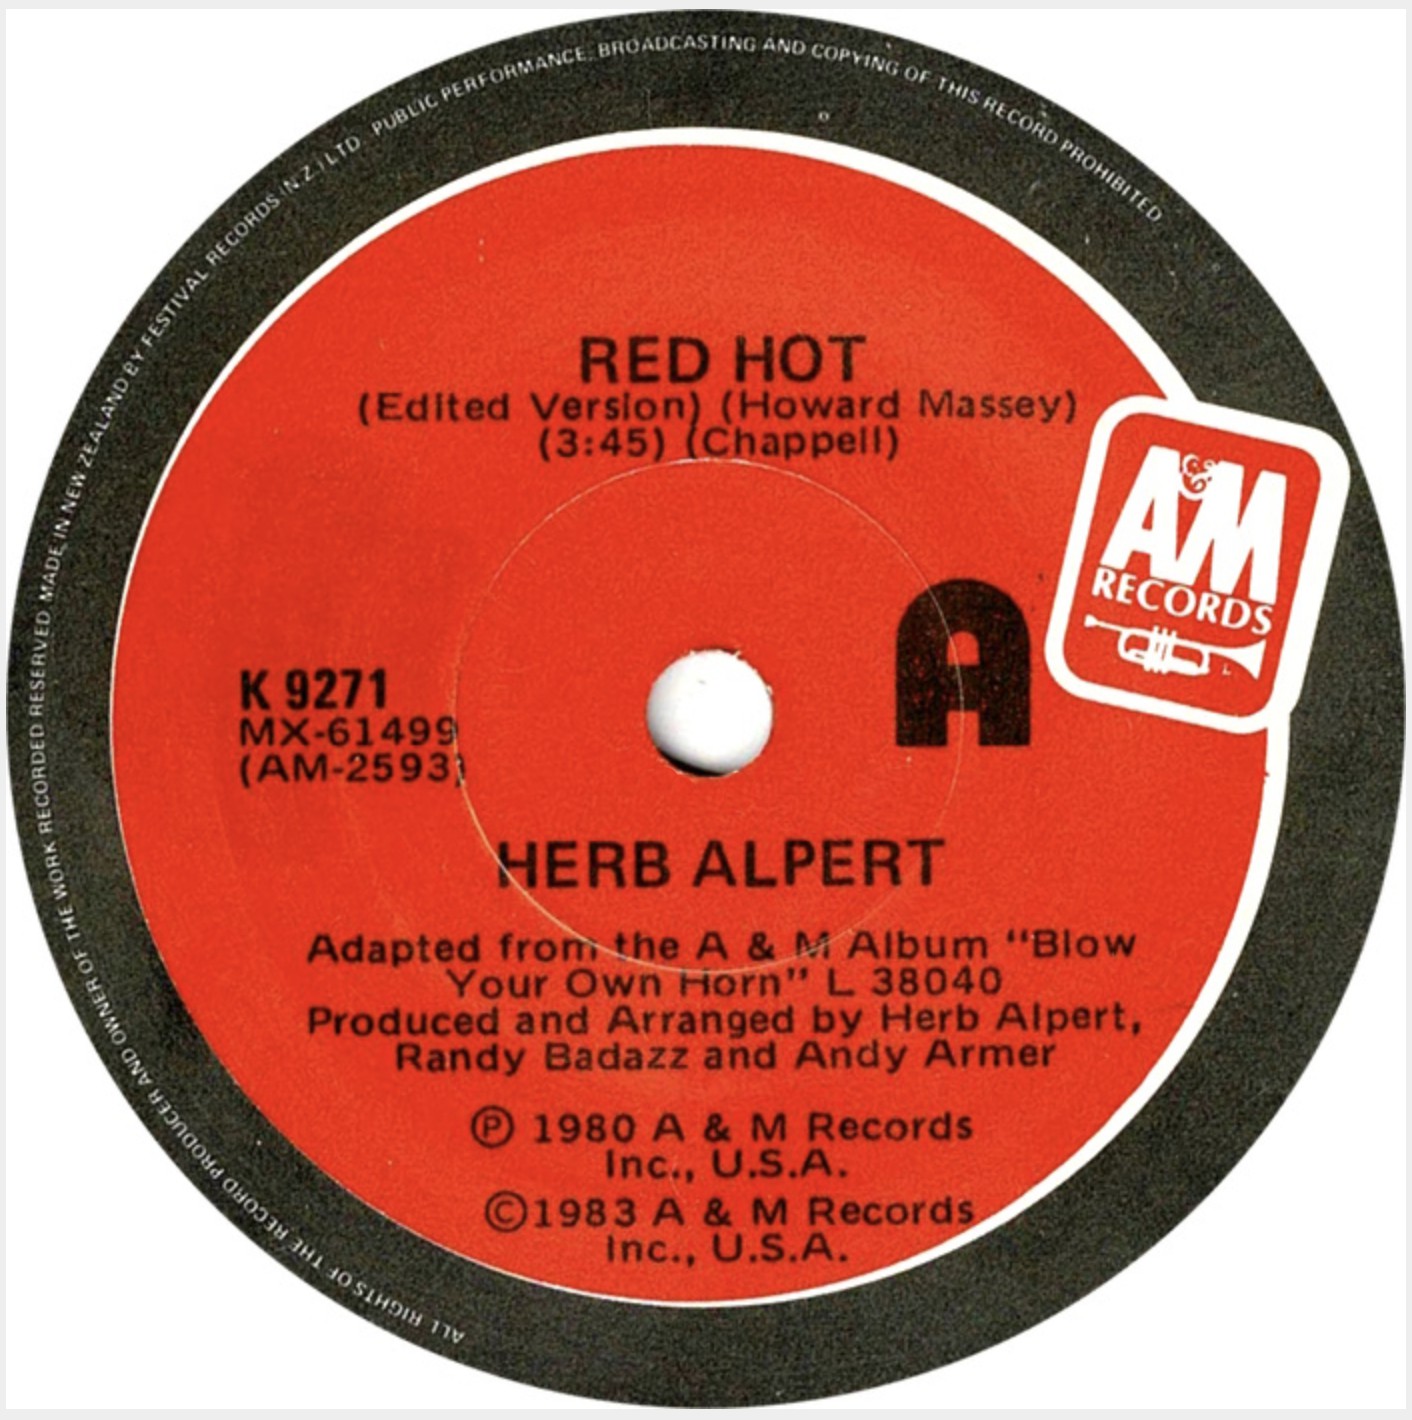 ALL RIGHTS OF THE RECORD PRODUCER AND OWNER OF THE WORK RECORDED RESERVED MADE IN NEW ZEALAND BY FESTIVAL RECORDS (N.Z.) LTD PUBLIC PERFORMANCE, BROADCASTING AND COPYING OF THIS RECORD PROHIBITED
RED HOT
(Edited Version) (Howard Massey)
(3:45) (Chappell)
A&M
RECORDS
A
K 9271
MX-61499
(AM-2593)
HERB ALPERT
Adapted from the A & M Album "Blow
Your Own Horn" L 38040
Produced and Arranged by Herb Alpert,
Randy Badazz and Andy Armer
Ⓟ 1980 A & M Records
Inc., U.S.A.
©1983 A & M Records
Inc., U.S.A.